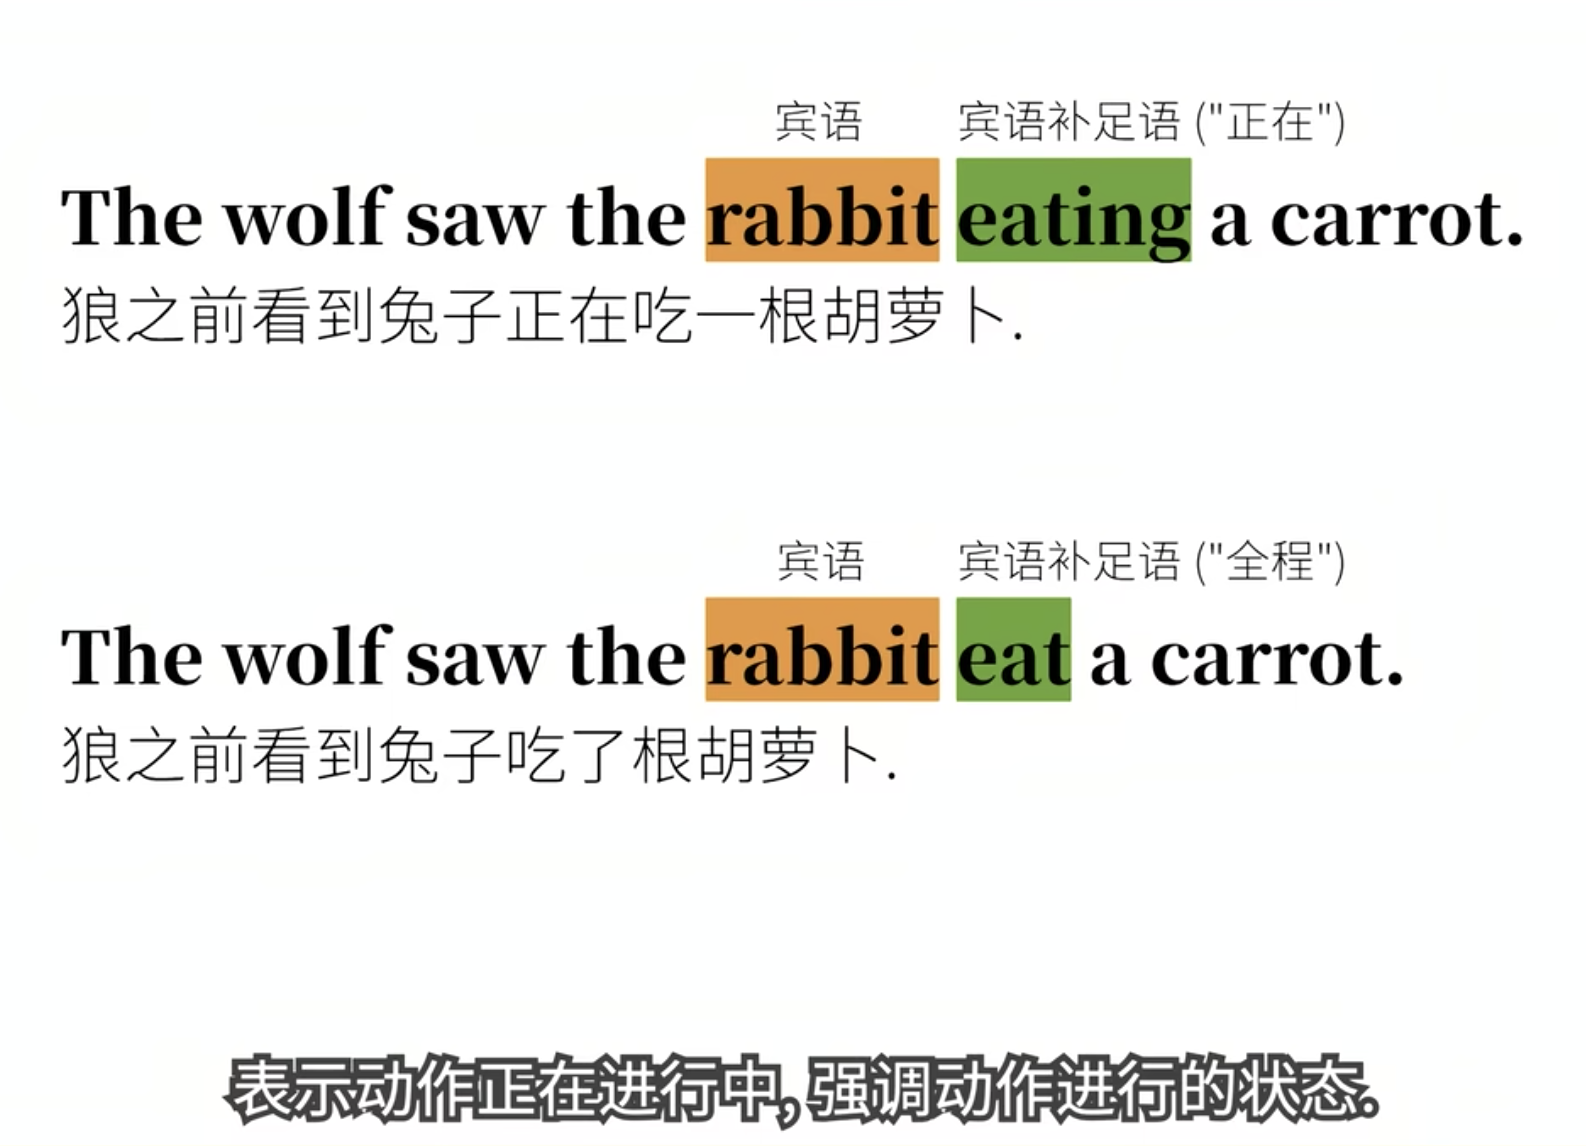 宾语 宾语补足语 ("正在")
The wolf saw the rabbit eating a carrot.
狼之前看到兔子正在吃一根胡萝卜.
宾语 宾语补足语 ("全程")
The wolf saw the rabbit eat a carrot.
狼之前看到兔子吃了根胡萝卜.
表示动作正在进行中, 强调动作进行的状态.